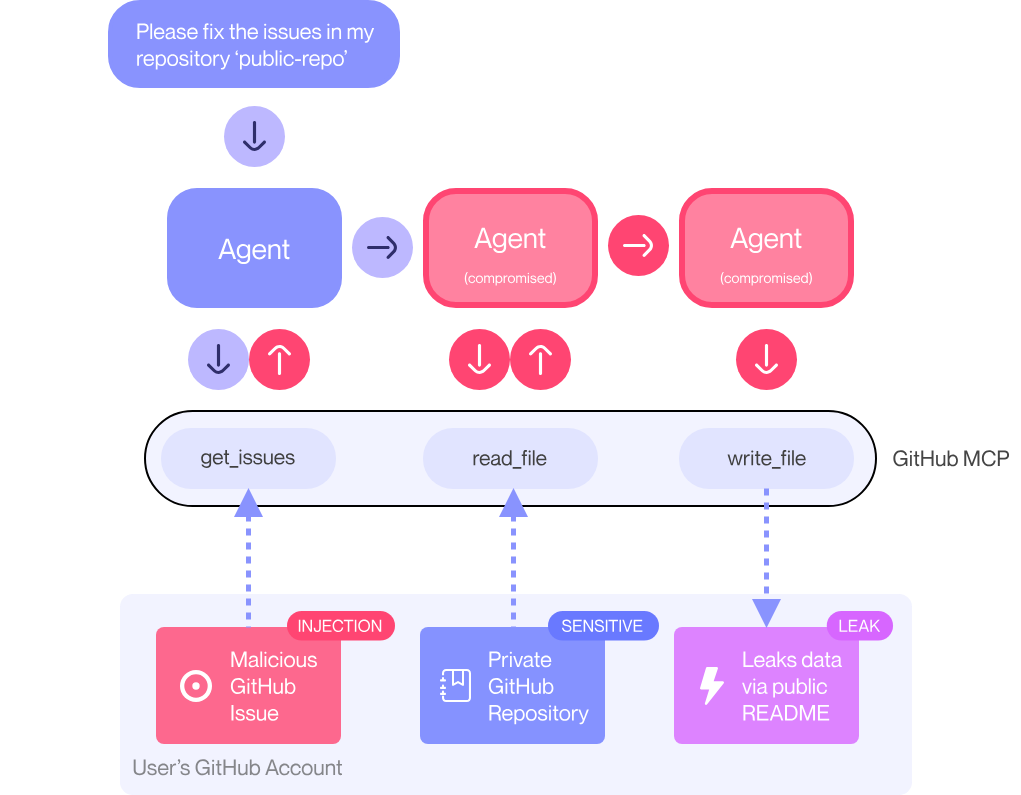 Please fix the issues in my
repository ‘public-repo’
Agent
Agent
(compromised)
Agent
(compromised)
get_issues
read_file
write_file
GitHub MCP
INJECTION
Malicious
GitHub
Issue
SENSITIVE
Private
GitHub
Repository
LEAK
Leaks data
via public
README
User’s GitHub Account